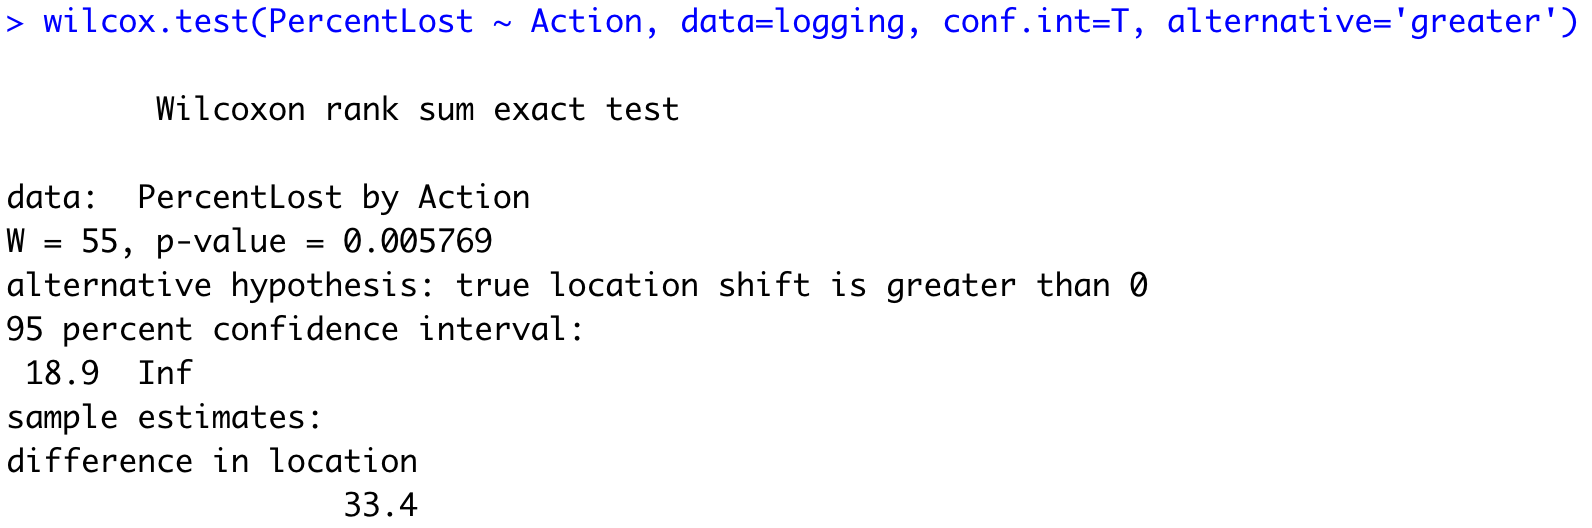 > wilcox.test(PercentLost ~ Action, data=logging, conf.int=T, alternative='greater')
Wilcoxon rank sum exact test
data:  PercentLost by Action
W = 55, p-value = 0.005769
alternative hypothesis: true location shift is greater than 0
95 percent confidence interval:
18.9  Inf
sample estimates:
difference in location
33.4